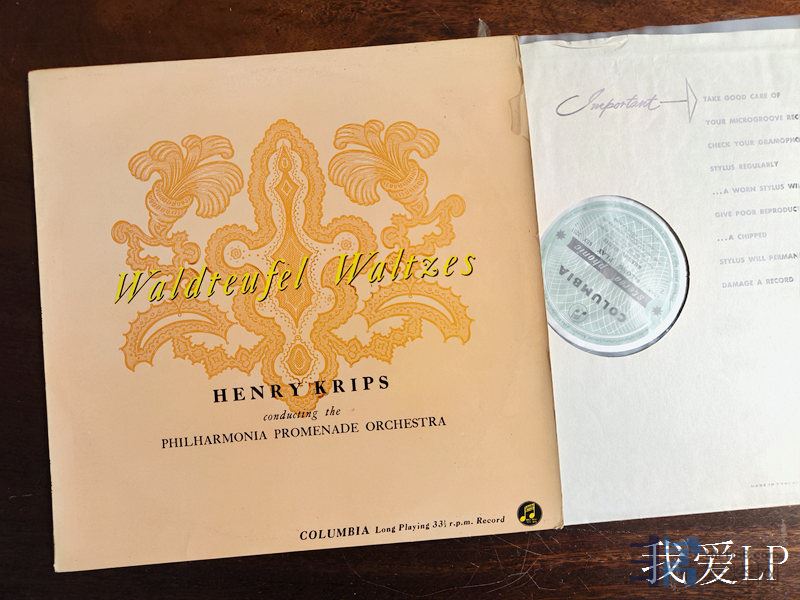 Waldteufel Waltzes
HENRY KRIPS
conducting the
PHILHARMONIA PROMENADE ORCHESTRA
COLUMBIA Long Playing 33⅓ r.p.m. Record
Important
TAKE GOOD CARE OF
YOUR MICROGROOVE REC
CHECK YOUR GRAMOPHO
STYLUS REGULARLY
...A WORN STYLUS WI
GIVE POOR REPRODUCT
...A CHIPPED
STYLUS WILL PERMAN
DAMAGE A RECORD
COLUMBIA
stereophonic
我爱LP